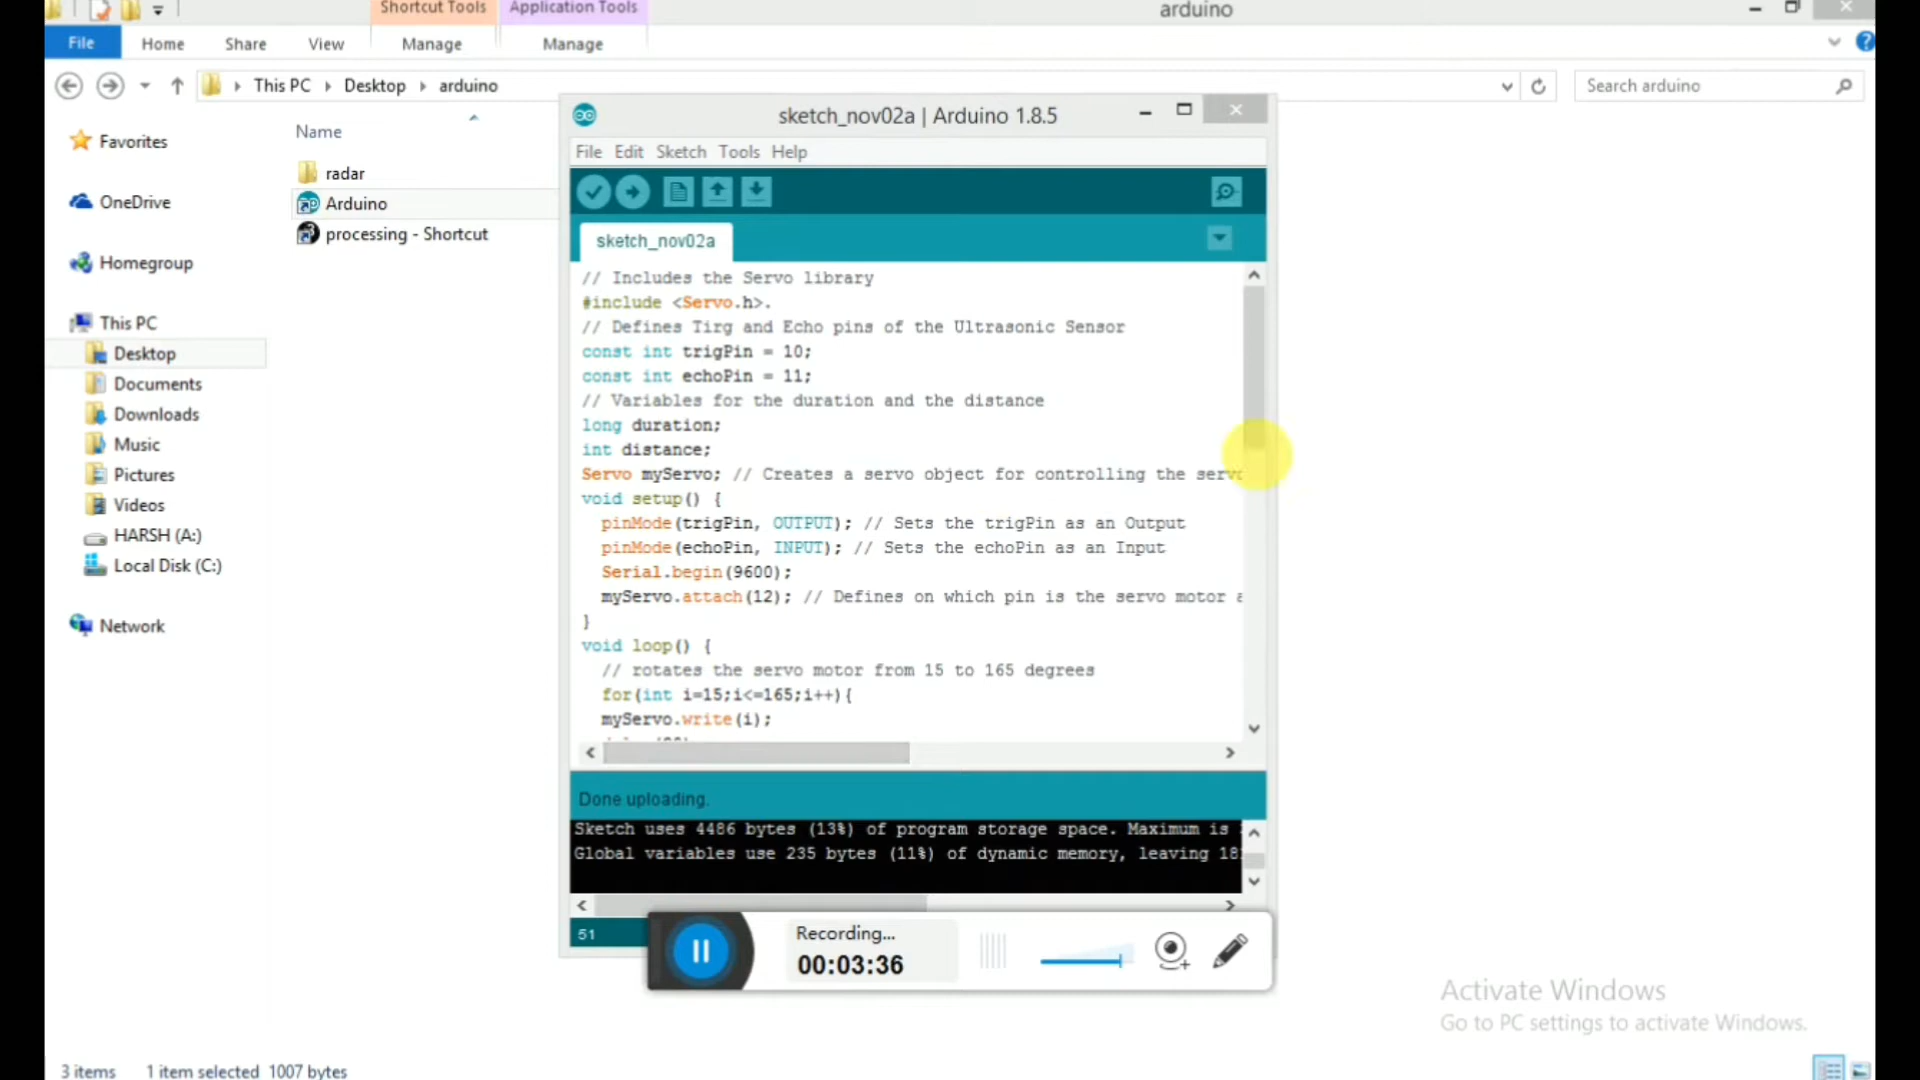 Shortcut Tools
Application Tools
arduino
File
Home
Share
View
Manage
Manage
This PC
Desktop
arduino
Search arduino
Favorites
OneDrive
Homegroup
This PC
Desktop
Documents
Downloads
Music
Pictures
Videos
HARSH (A:)
Local Disk (C:)
Network
Name
radar
Arduino
processing - Shortcut
sketch_nov02a | Arduino 1.8.5
File Edit Sketch Tools Help
sketch_nov02a
// Includes the Servo library
#include <Servo.h>.
// Defines Tirg and Echo pins of the Ultrasonic Sensor
const int trigPin = 10;
const int echoPin = 11;
// Variables for the duration and the distance
long duration;
int distance;
Servo myServo; // Creates a servo object for controlling the serv
void setup() {
pinMode(trigPin, OUTPUT); // Sets the trigPin as an Output
pinMode(echoPin, INPUT); // Sets the echoPin as an Input
Serial.begin(9600);
myServo.attach(12); // Defines on which pin is the servo motor a
}
void loop() {
// rotates the servo motor from 15 to 165 degrees
for(int i=15;i<=165;i++){
myServo.write(i);
Done uploading.
Sketch uses 4486 bytes (13%) of program storage space. Maximum is
Global variables use 235 bytes (11%) of dynamic memory, leaving 18
51
Recording...
00:03:36
Activate Windows
Go to PC settings to activate Windows.
3 items
1 item selected 1007 bytes